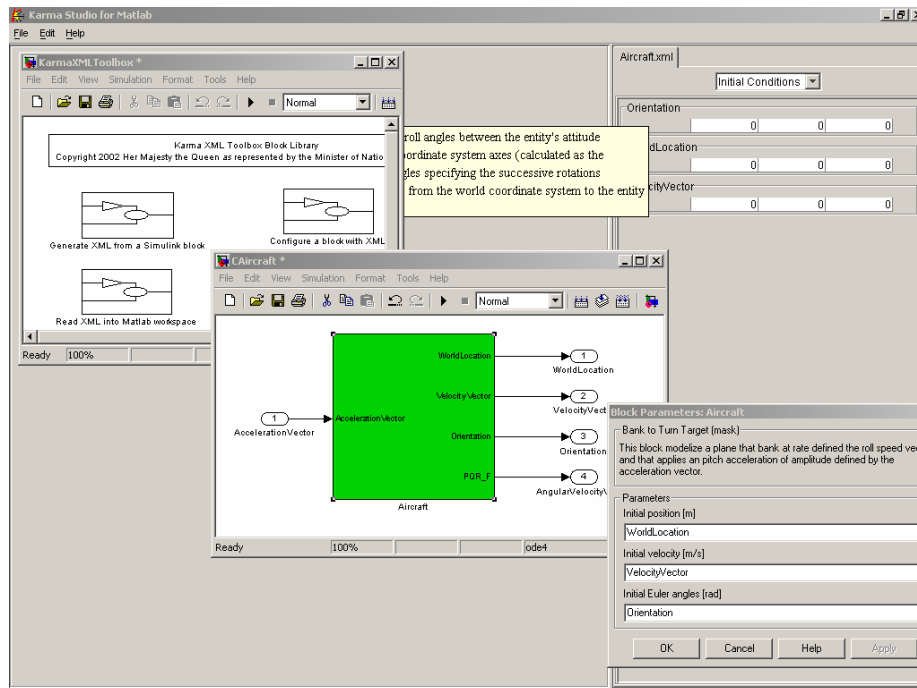 Karma Studio for Matlab
File Edit Help
KarmaXMLToolbox *
File Edit View Simulation Format Tools Help
Normal
Karma XML Toolbox Block Library
Copyright 2002 Her Majesty the Queen as represented by the Minister of Natio
Generate XML from a Simulink block
Configure a block with XML
Read XML into Matlab workspace
Ready 100%
roll angles between the entity's attitude
oordinate system axes (calculated as the
gles specifying the successive rotations
from the world coordinate system to the entity
Aircraft.xml
Initial Conditions
Orientation
0 0 0
dLocation
0 0 0
cityVector
0 0 0
CAircraft *
File Edit View Simulation Format Tools Help
Normal
1
AccelerationVector
AccelerationVector
WorldLocation
VelocityVector
Orientation
PQR_F
Aircraft
1
WorldLocation
2
VelocityVect
3
Orientation
4
AngularVelocityV
Ready 100% ode4
Block Parameters: Aircraft
Bank to Turn Target (mask)
This block modelize a plane that bank at rate defined the roll speed vec
and that applies an pitch acceleration of amplitude defined by the
acceleration vector.
Parameters
Initial position [m]
WorldLocation
Initial velocity [m/s]
VelocityVector
Initial Euler angles [rad]
Orientation
OK Cancel Help Apply